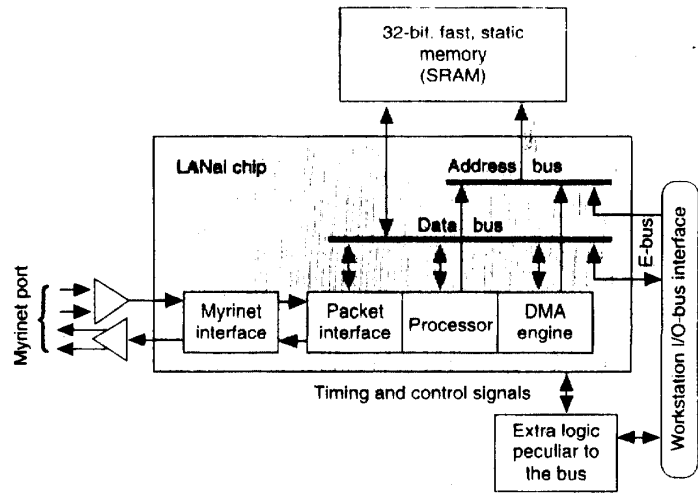 32-bit. fast, static
memory
(SRAM)
LANai chip
Address bus
Data bus
E-bus
Workstation I/O-bus interface
Myrinet port
Myrinet
interface
Packet
interface
Processor
DMA
engine
Timing and control signals
Extra logic
peculiar to
the bus